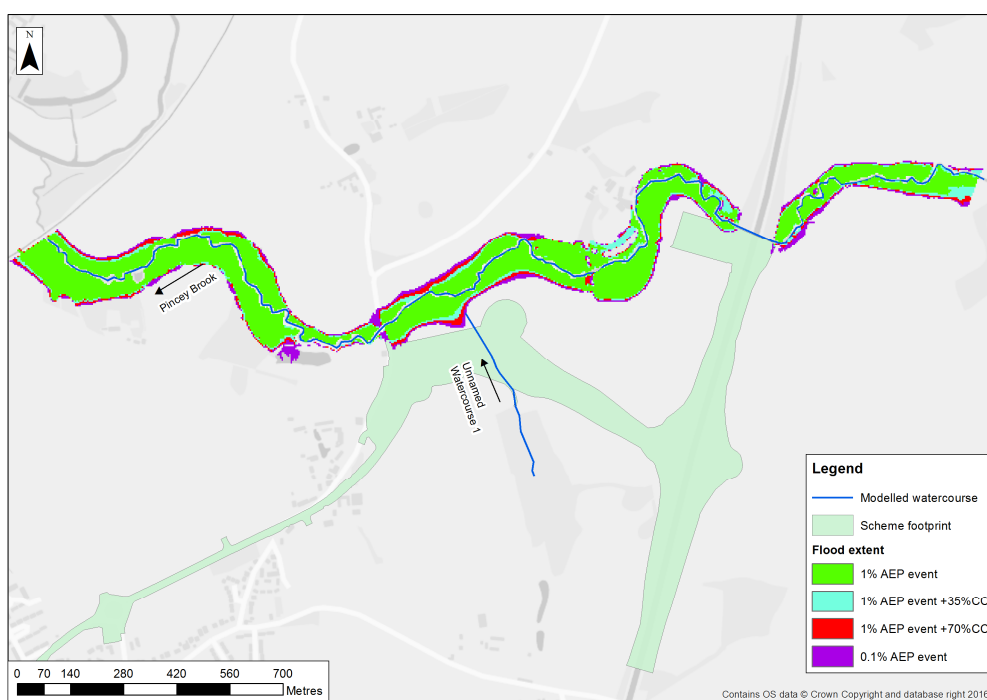 N
Pincey Brook
Unnamed
Watercourse 1
Legend
Modelled watercourse
Scheme footprint
Flood extent
1% AEP event
1% AEP event +35%CC
1% AEP event +70%CC
0.1% AEP event
0 70 140 280 420 560 700
Metres
Contains OS data © Crown Copyright and database right 2016